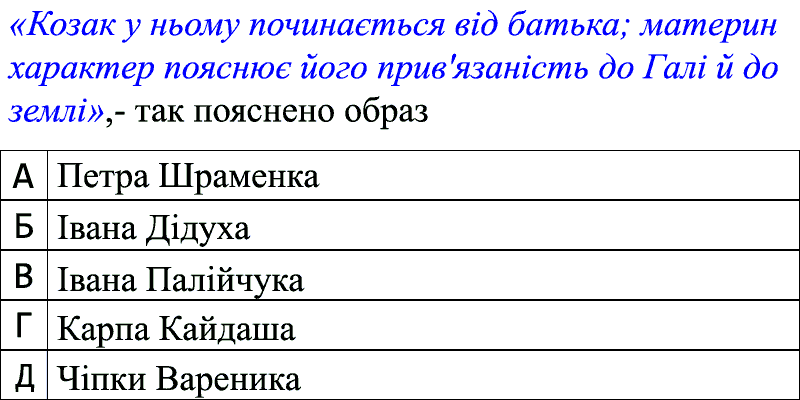 «Козак у ньому починається від батька; материн
характер пояснює його прив'язаність до Галі й до
землі»,- так пояснено образ
А Петра Шраменка
Б Івана Дідуха
В Івана Палійчука
Г Карпа Кайдаша
Д Чіпки Вареника